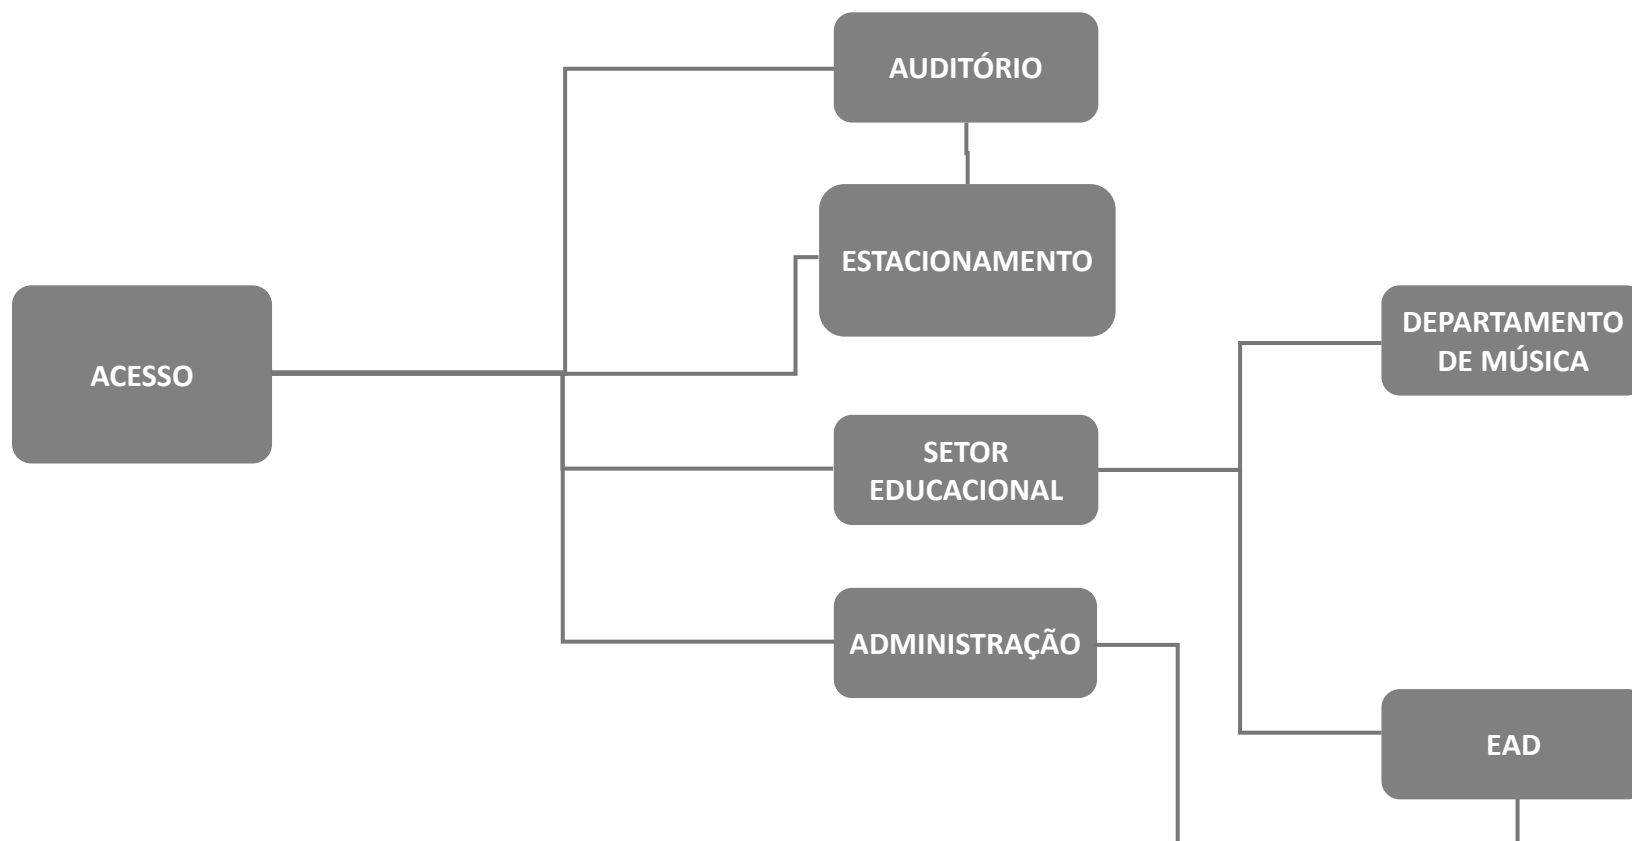 AUDITÓRIO
ESTACIONAMENTO
ACESSO
DEPARTAMENTO
DE MÚSICA
SETOR
EDUCACIONAL
ADMINISTRAÇÃO
EAD